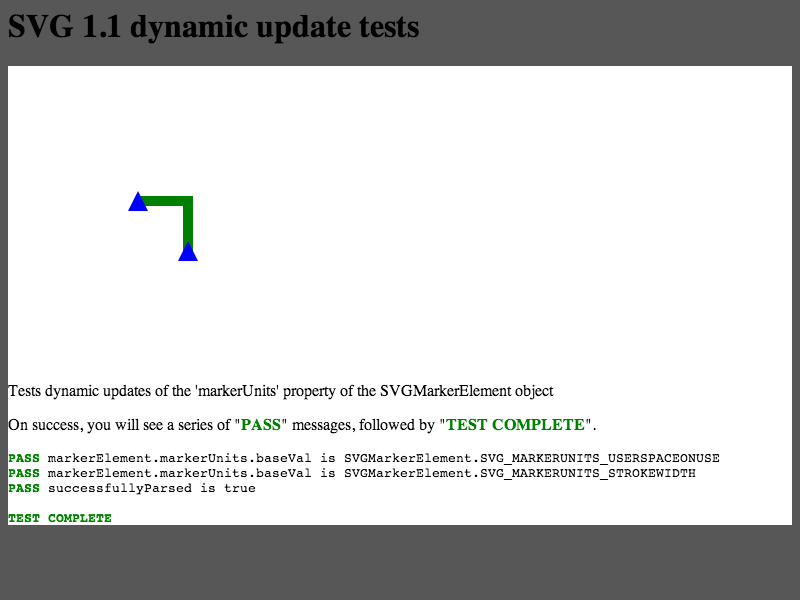 SVG 1.1 dynamic update tests
Tests dynamic updates of the 'markerUnits' property of the SVGMarkerElement object
On success, you will see a series of "PASS" messages, followed by "TEST COMPLETE".
PASS markerElement.markerUnits.baseVal is SVGMarkerElement.SVG_MARKERUNITS_USERSPACEONUSE
PASS markerElement.markerUnits.baseVal is SVGMarkerElement.SVG_MARKERUNITS_STROKEWIDTH
PASS successfullyParsed is true
TEST COMPLETE